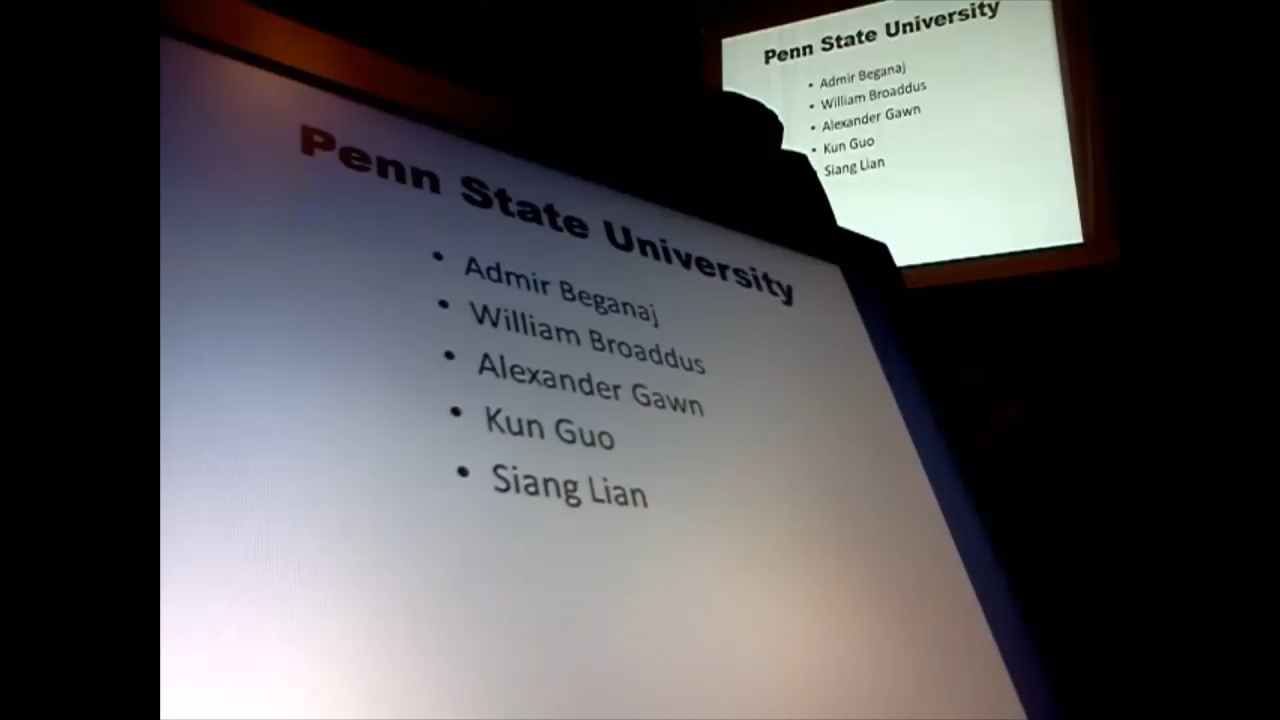 Penn State University
• Admir Beganaj
• William Broaddus
• Alexander Gawn
• Kun Guo
• Siang Lian
Penn State University
• Admir Beganaj
• William Broaddus
• Alexander Gawn
• Kun Guo
• Siang Lian